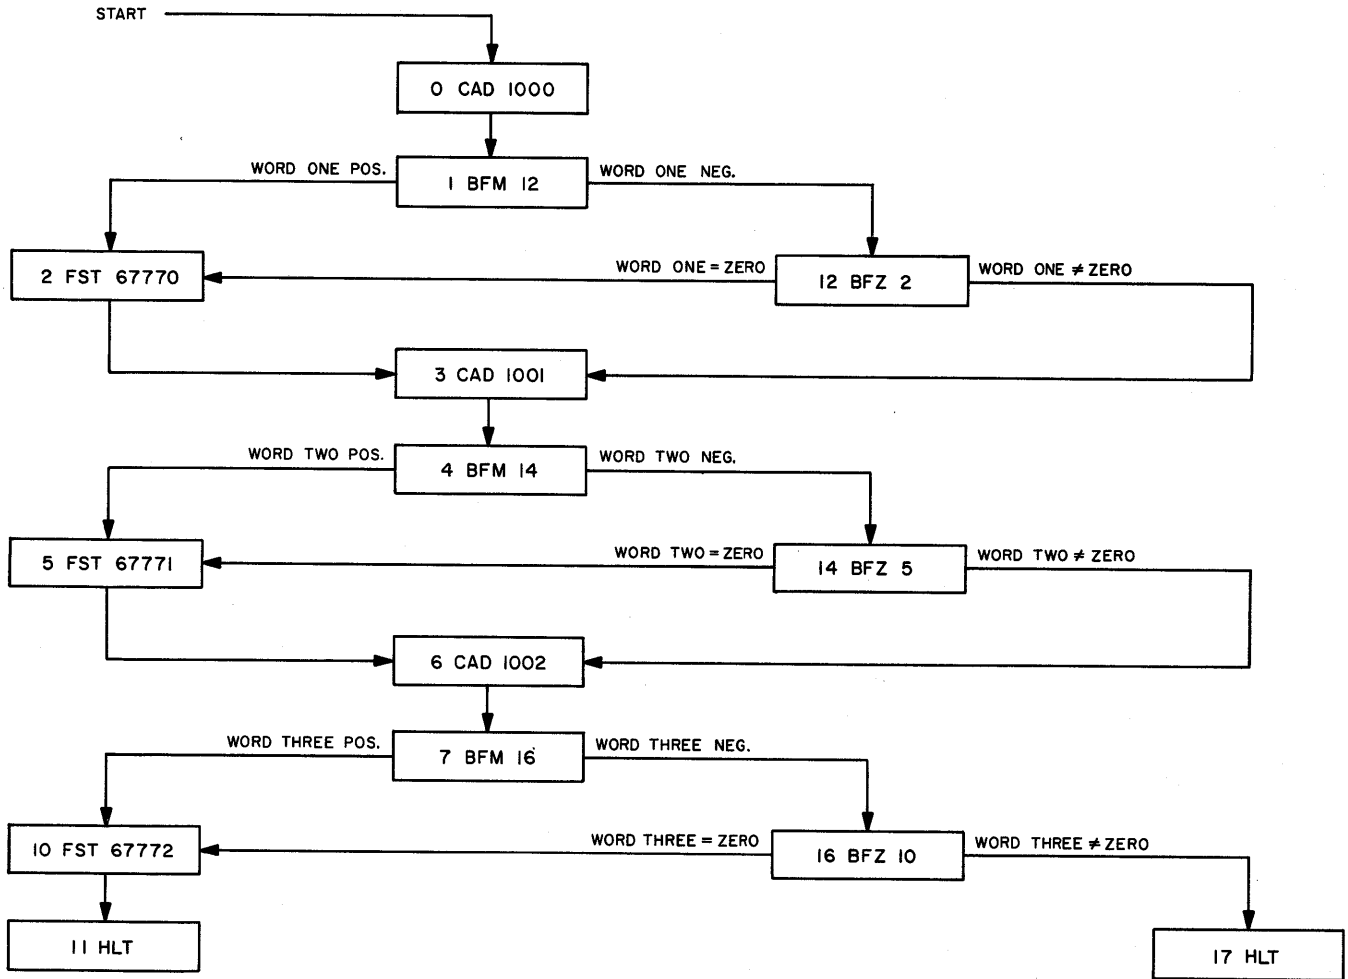 START
0 CAD 1000
WORD ONE POS.
1 BFM 12
WORD ONE NEG.
2 FST 67770
WORD ONE = ZERO
12 BFZ 2
WORD ONE ≠ ZERO
3 CAD 1001
WORD TWO POS.
4 BFM 14
WORD TWO NEG.
5 FST 67771
WORD TWO = ZERO
14 BFZ 5
WORD TWO ≠ ZERO
6 CAD 1002
WORD THREE POS.
7 BFM 16
WORD THREE NEG.
10 FST 67772
WORD THREE = ZERO
16 BFZ 10
WORD THREE ≠ ZERO
11 HLT
17 HLT